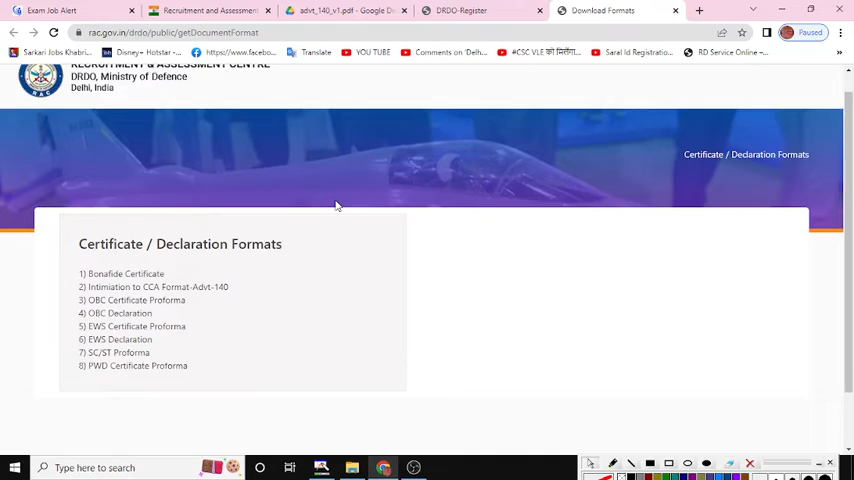 Exam Job Alert
Recruitment and Assessment
advt_140_v1.pdf - Google D
DRDO-Register
Download Formats
rac.gov.in/drdo/public/getDocumentFormat
Paused
Sarkari Jobs Khabri...
Disney+ Hotstar -...
https://www.facebo...
Translate
YOU TUBE
Comments on 'Delh...
#CSC VLE को मिलेगा...
Saral Id Registratio...
RD Service Online –...
RECRUITMENT & ASSESSMENT CENTRE
DRDO, Ministry of Defence
Delhi, India
RAC
Certificate / Declaration Formats
Certificate / Declaration Formats
1) Bonafide Certificate
2) Intimiation to CCA Format-Advt-140
3) OBC Certificate Proforma
4) OBC Declaration
5) EWS Certificate Proforma
6) EWS Declaration
7) SC/ST Proforma
8) PWD Certificate Proforma
Type here to search